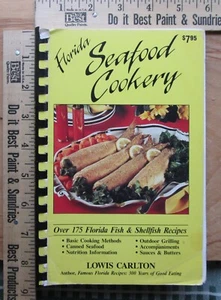 Do it Best Paint & Sundries
$7.95
Florida
Seafood
Cookery
Over 175 Florida Fish & Shellfish Recipes
• Basic Cooking Methods
• Canned Seafood
• Nutrition Information
• Outdoor Grilling
• Accompaniments
• Sauces & Butters
LOWIS CARLTON
Author, Famous Florida Recipes: 300 Years of Good Eating
Do it Best Paint & Sundries